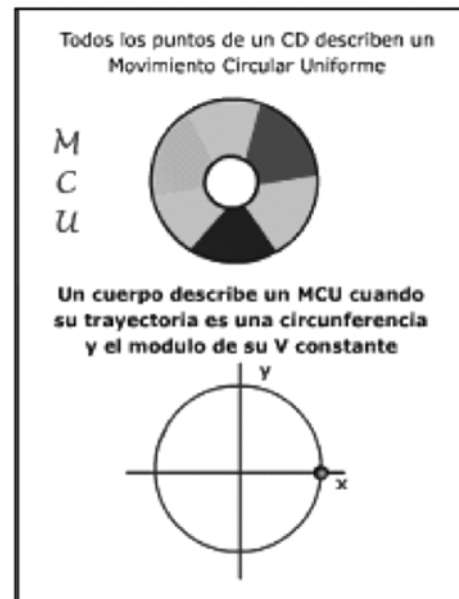 Todos los puntos de un CD describen un
Movimiento Circular Uniforme
M
C
U
Un cuerpo describe un MCU cuando
su trayectoria es una circunferencia
y el modulo de su V constante
y
x